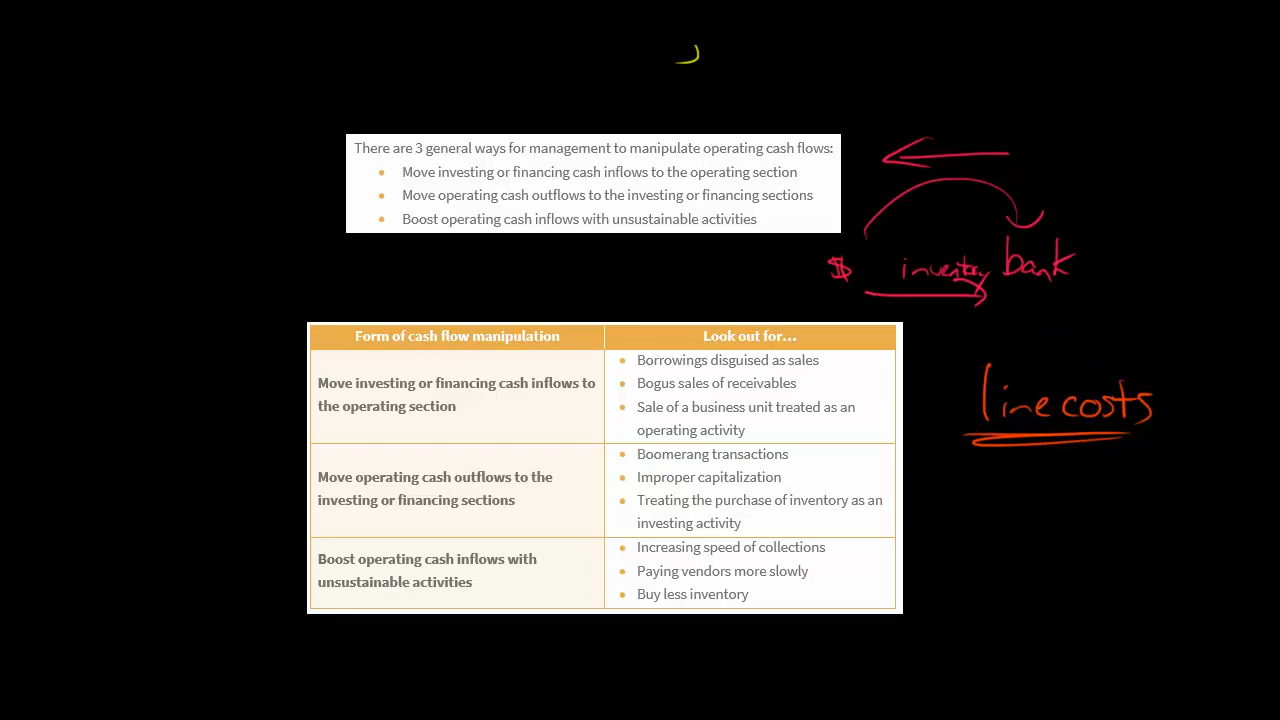 There are 3 general ways for management to manipulate operating cash flows:
• Move investing or financing cash inflows to the operating section
• Move operating cash outflows to the investing or financing sections
• Boost operating cash inflows with unsustainable activities
$ inventory bank
Form of cash flow manipulation
Look out for...
Move investing or financing cash inflows to
the operating section
• Borrowings disguised as sales
• Bogus sales of receivables
• Sale of a business unit treated as an
operating activity
Move operating cash outflows to the
investing or financing sections
• Boomerang transactions
• Improper capitalization
• Treating the purchase of inventory as an
investing activity
Boost operating cash inflows with
unsustainable activities
• Increasing speed of collections
• Paying vendors more slowly
• Buy less inventory
line costs